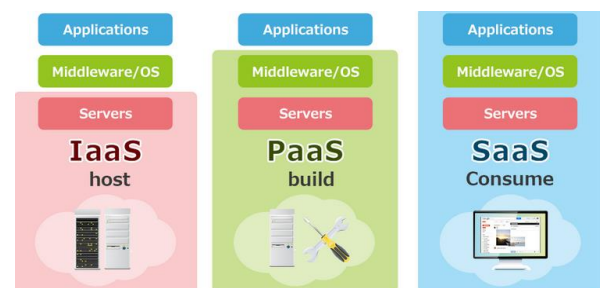 Applications
Middleware/OS
Servers
IaaS
host
Applications
Middleware/OS
Servers
PaaS
build
Applications
Middleware/OS
Servers
SaaS
Consume